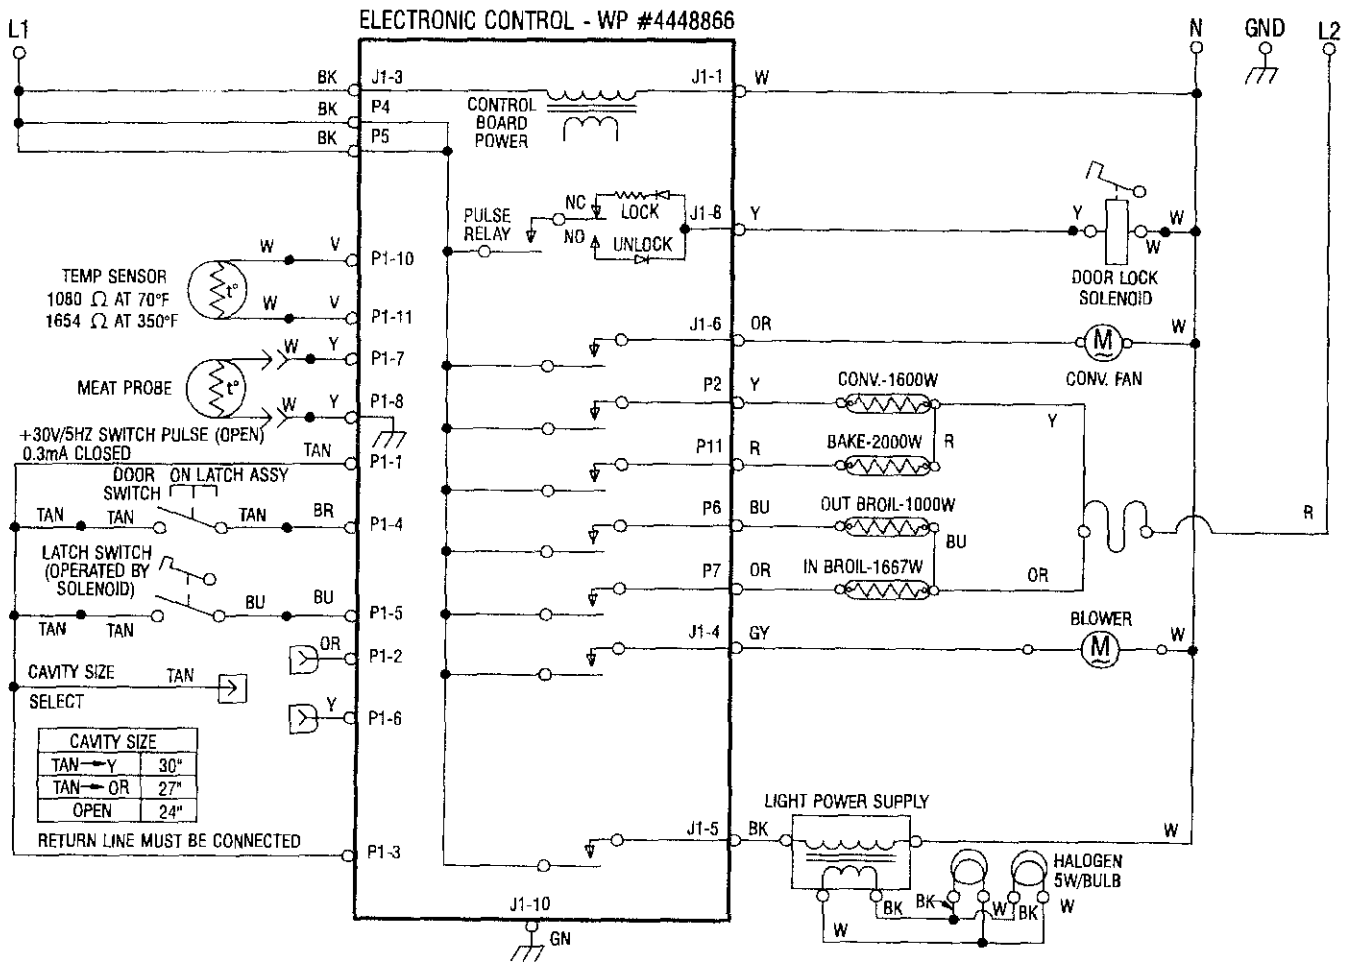 ELECTRONIC CONTROL - WP #4448866
L1
N
GND
L2
BK
J1-3
J1-1
W
BK
P4
CONTROL
BOARD
POWER
BK
P5
PULSE
RELAY
NC
LOCK
NO
UNLOCK
J1-8
Y
Y
W
W
DOOR LOCK
SOLENOID
TEMP SENSOR
1080 Ω AT 70°F
1654 Ω AT 350°F
t°
W
V
P1-10
W
V
P1-11
J1-6
OR
M
W
CONV. FAN
MEAT PROBE
t°
W
Y
P1-7
W
Y
P1-8
P2
Y
CONV.-1600W
Y
+30V/5HZ SWITCH PULSE (OPEN)
0.3mA CLOSED
TAN
P1-1
P11
R
BAKE-2000W
R
DOOR ON LATCH ASSY
SWITCH
TAN
TAN
TAN
BR
P1-4
P6
BU
OUT BROIL-1000W
BU
R
LATCH SWITCH
(OPERATED BY
SOLENOID)
TAN
TAN
BU
BU
P1-5
P7
OR
IN BROIL-1667W
OR
OR
P1-2
J1-4
GY
BLOWER
M
W
CAVITY SIZE
SELECT
TAN
Y
P1-6
CAVITY SIZE
TAN → Y 30"
TAN → OR 27"
OPEN 24"
RETURN LINE MUST BE CONNECTED
P1-3
J1-5
BK
LIGHT POWER SUPPLY
W
HALOGEN
5W/BULB
BK
BK
W
BK
W
W
J1-10
GN